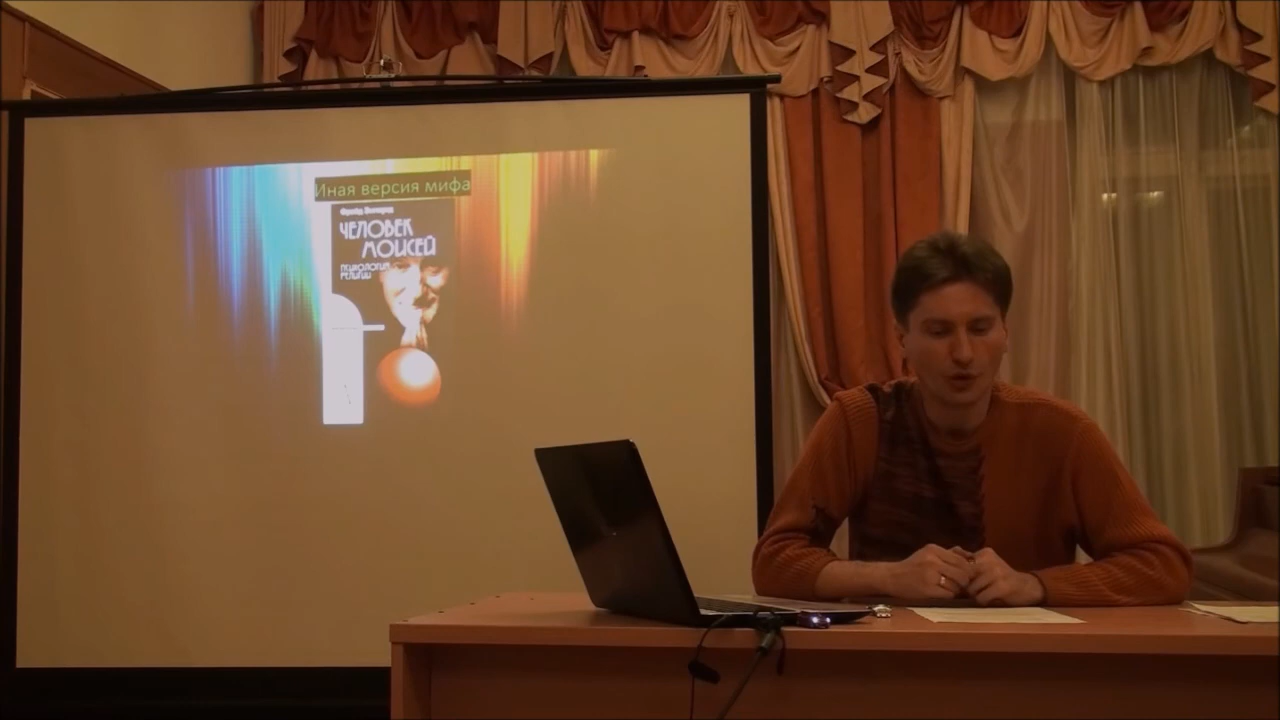 Иная версия мифа
Фрейд Зигмунд
ЧЕЛОВЕК
МОИСЕЙ
ПСИХОЛОГИЯ
РЕЛИГИИ